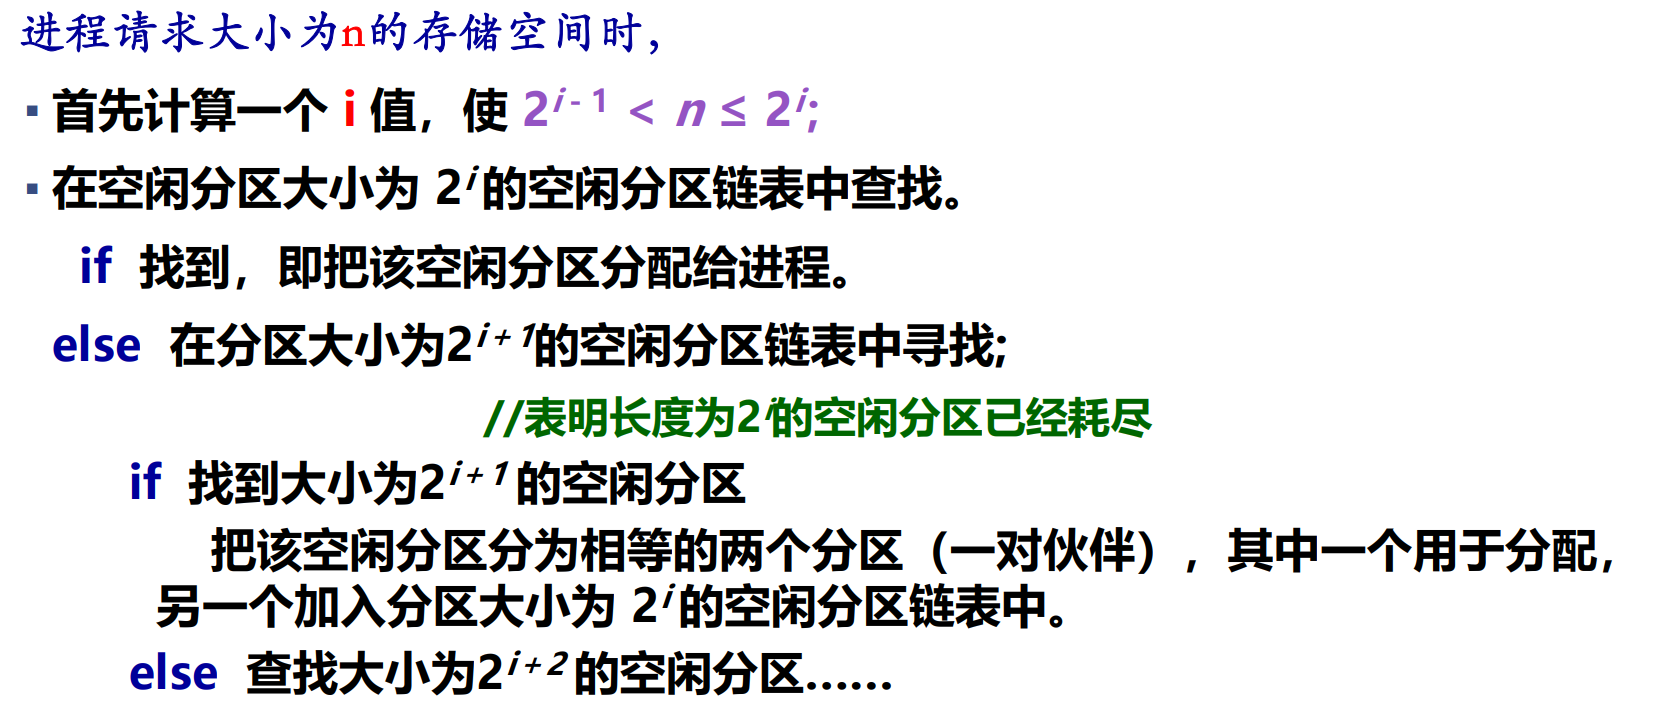 进程请求大小为n的存储空间时，
▪ 首先计算一个 i 值，使 2^(i-1) < n ≤ 2^i;
▪ 在空闲分区大小为 2^i 的空闲分区链表中查找。
if 找到，即把该空闲分区分配给进程。
else 在分区大小为2^(i+1)的空闲分区链表中寻找;
//表明长度为2^i的空闲分区已经耗尽
if 找到大小为2^(i+1) 的空闲分区
把该空闲分区分为相等的两个分区（一对伙伴），其中一个用于分配，
另一个加入分区大小为 2^i 的空闲分区链表中。
else 查找大小为2^(i+2) 的空闲分区……